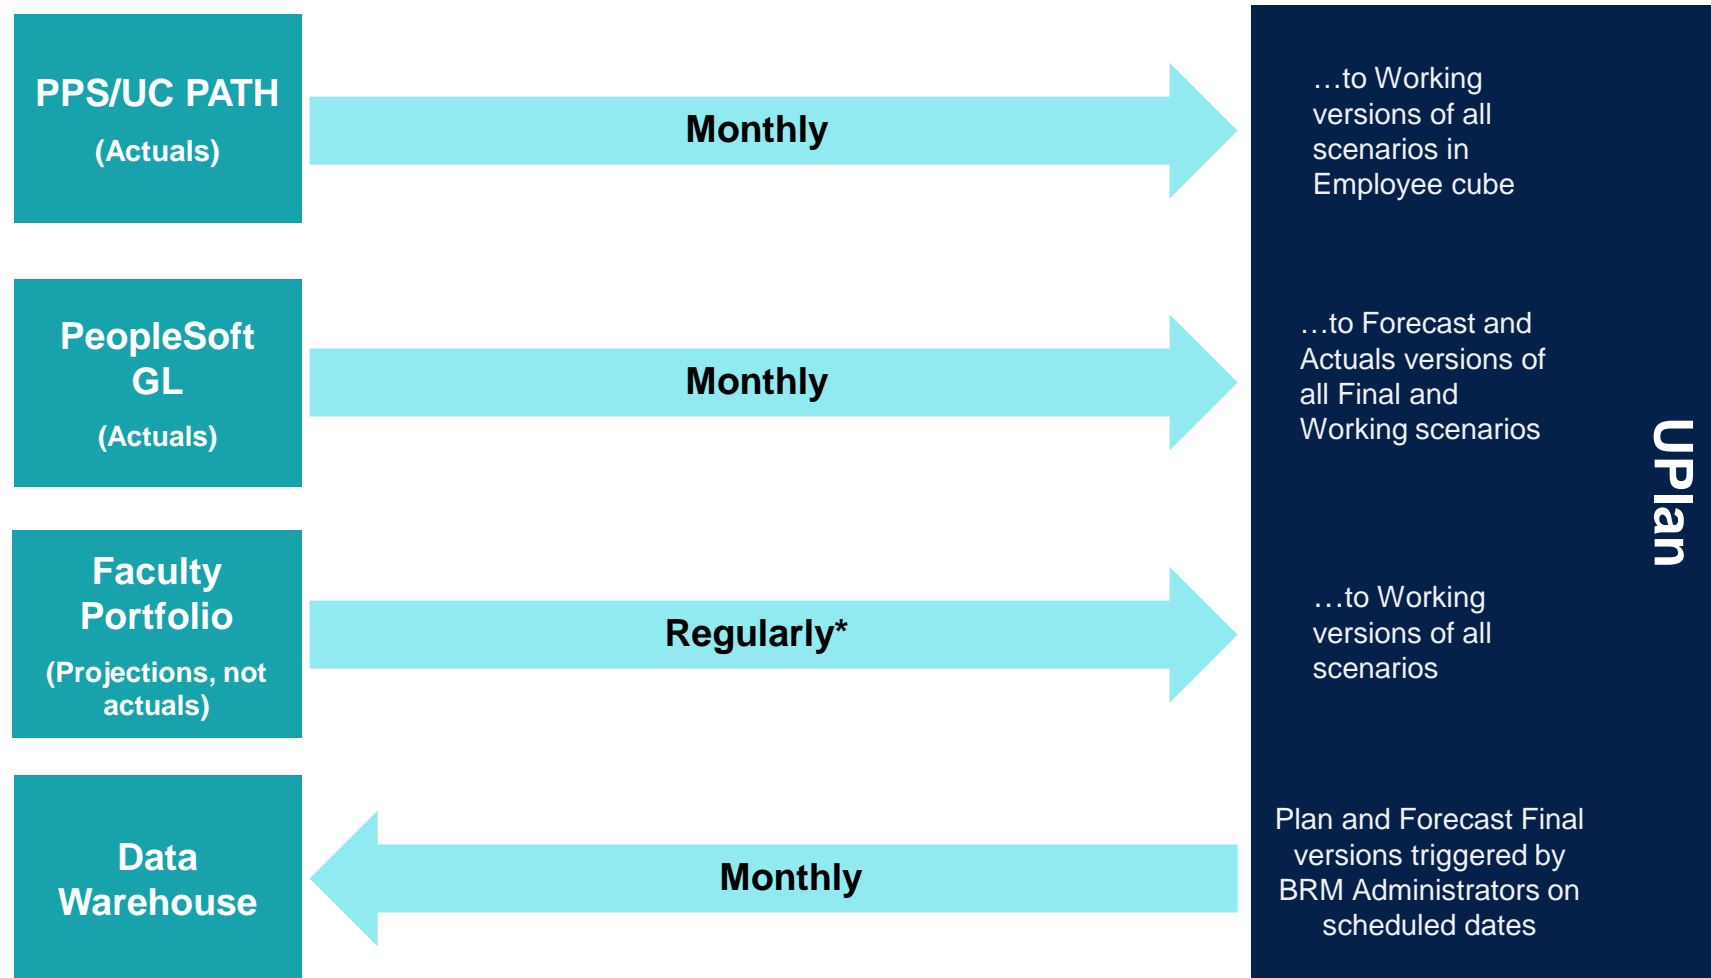 PPS/UC PATH
(Actuals)
Monthly
…to Working
versions of all
scenarios in
Employee cube
PeopleSoft
GL
(Actuals)
Monthly
…to Forecast and
Actuals versions of
all Final and
Working scenarios
UPlan
Faculty
Portfolio
(Projections, not
actuals)
Regularly*
…to Working
versions of all
scenarios
Data
Warehouse
Monthly
Plan and Forecast Final
versions triggered by
BRM Administrators on
scheduled dates